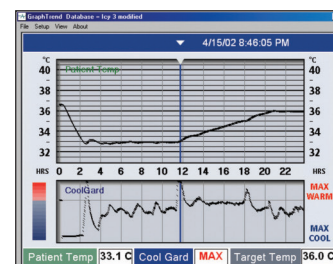 GraphTrend Database - Icy 3 modified
File Setup View About
4/15/02 8:46:05 PM
°C °C
Patient Temp
40 40
38 38
36 36
34 34
32 32
HRS 0 2 4 6 8 10 12 14 16 18 20 22 HRS
CoolGard
MAX WARM
MAX COOL
Patient Temp 33.1 C Cool Gard MAX Target Temp 36.0 C